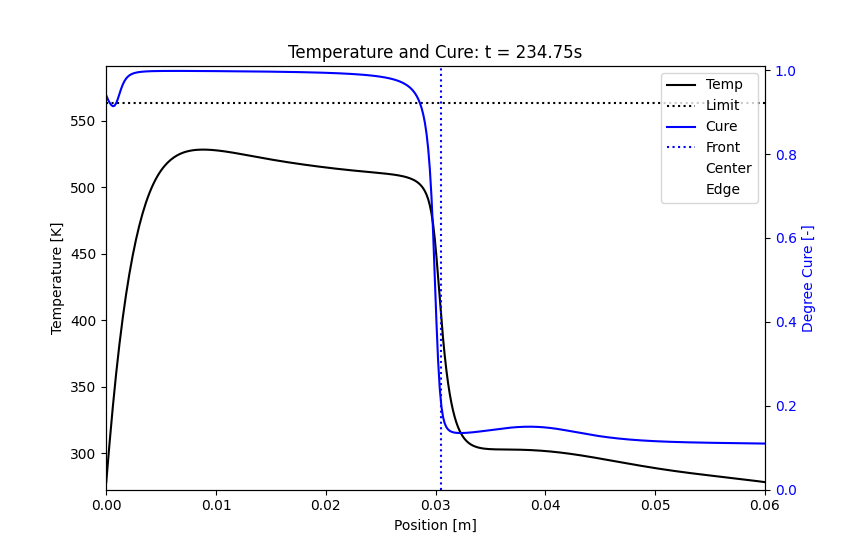 Temperature and Cure: t = 234.75s
Temp
Limit
Cure
Front
Center
Edge
Temperature [K]
550
500
450
400
350
300
Degree Cure [-]
1.0
0.8
0.6
0.4
0.2
0.0
0.00 0.01 0.02 0.03 0.04 0.05 0.06
Position [m]